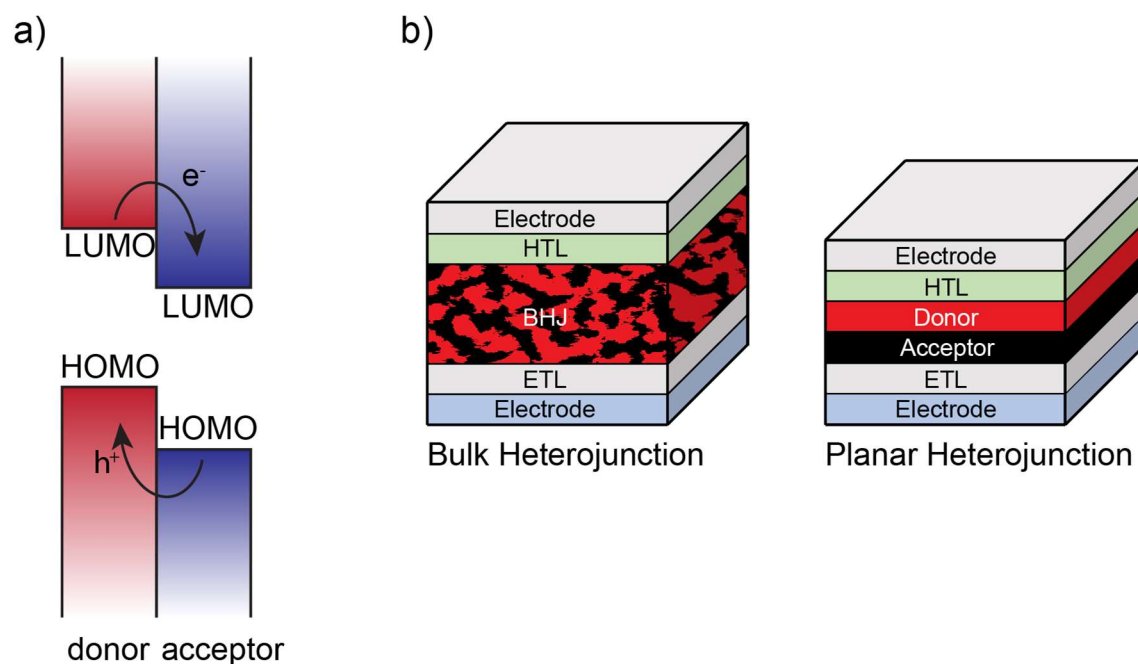 a)
e-
LUMO
LUMO
HOMO
HOMO
h+
donor acceptor
b)
Electrode
HTL
BHJ
ETL
Electrode
Bulk Heterojunction
Electrode
HTL
Donor
Acceptor
ETL
Electrode
Planar Heterojunction